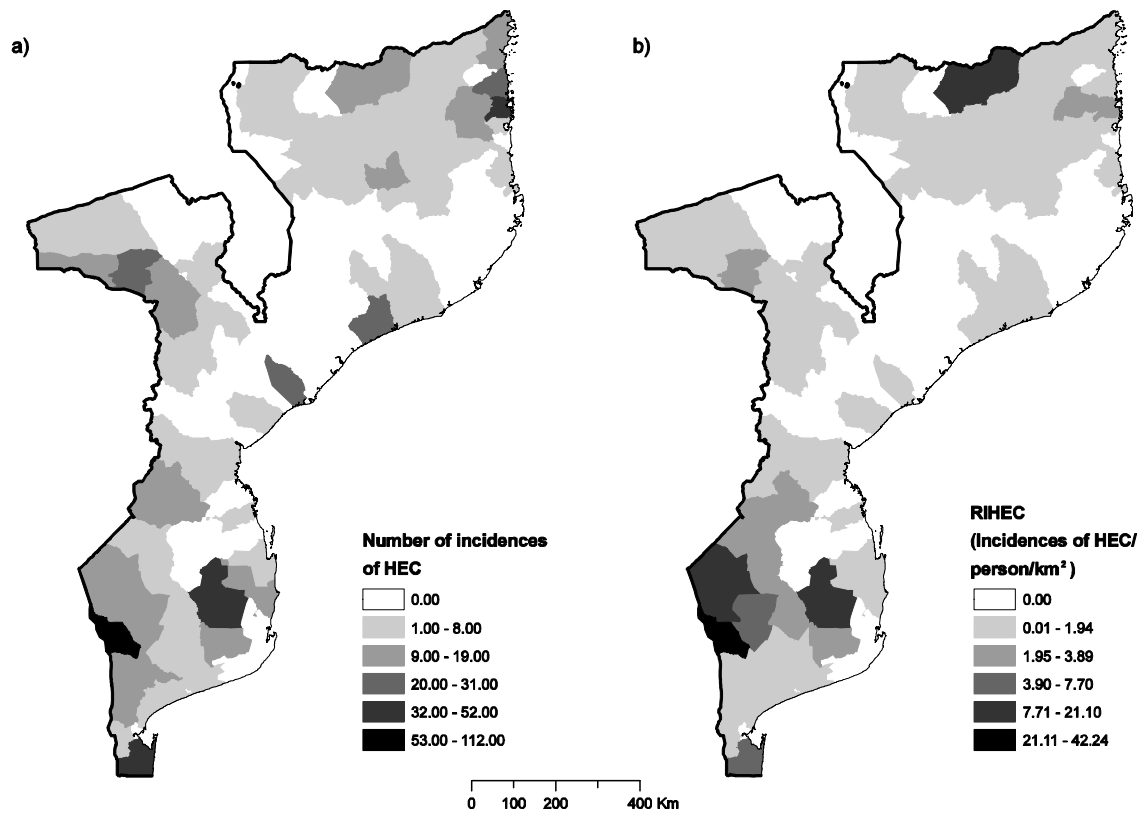 a)
b)
Number of incidences
of HEC
0.00
1.00 - 8.00
9.00 - 19.00
20.00 - 31.00
32.00 - 52.00
53.00 - 112.00
RIHEC
(Incidences of HEC/
person/km²)
0.00
0.01 - 1.94
1.95 - 3.89
3.90 - 7.70
7.71 - 21.10
21.11 - 42.24
0 100 200 400 Km